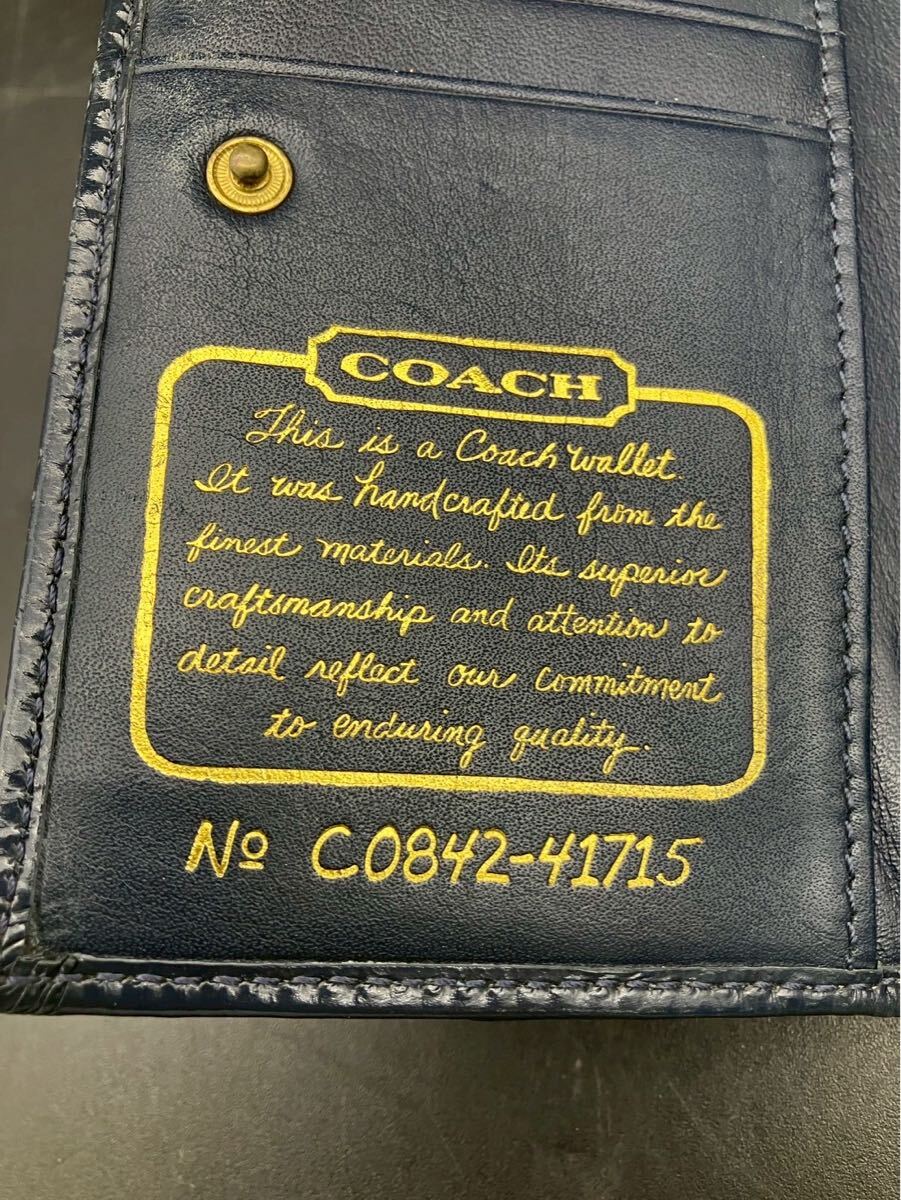 COACH
This is a Coach wallet.
It was handcrafted from the
finest materials. Its superior
craftsmanship and attention to
detail reflect our commitment
to enduring quality.
Nº C0842-41715